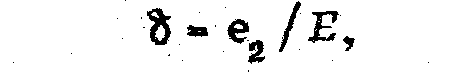 γ = e₂ / E,